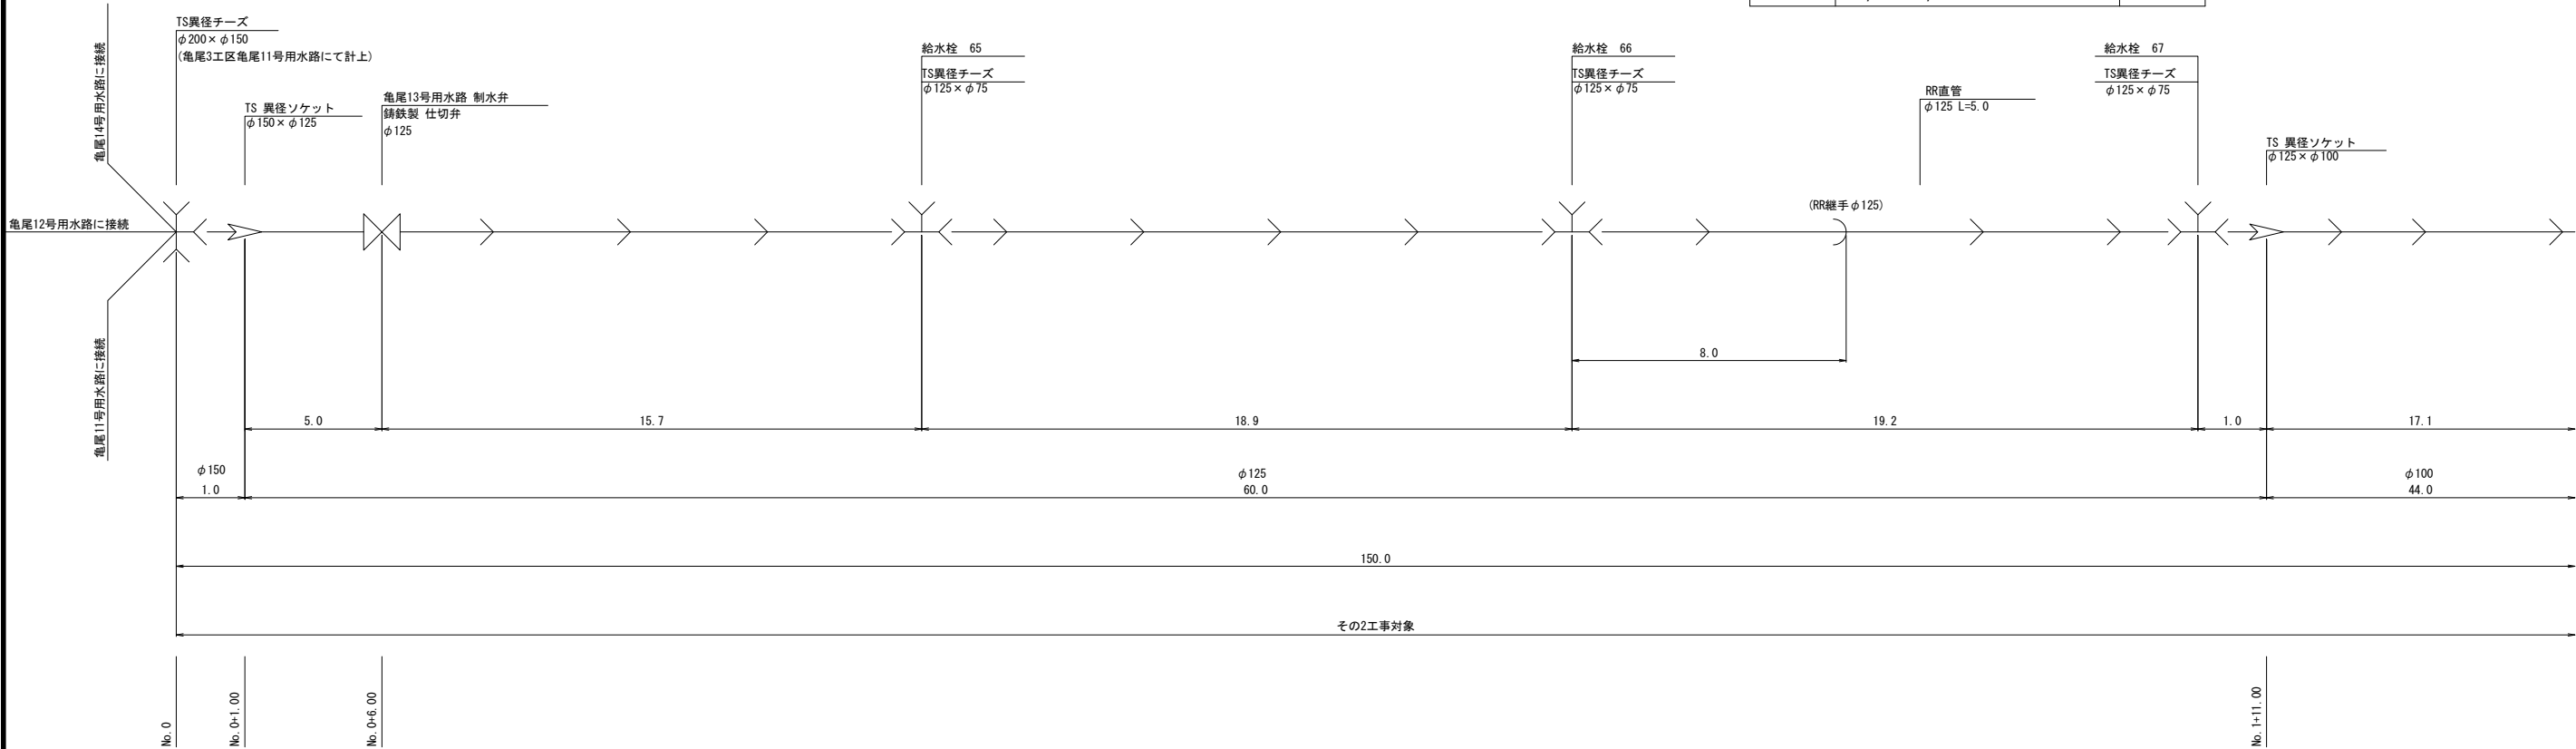 TS異径チーズ
φ200×φ150
(亀尾3工区亀尾11号用水路にて計上)
亀尾14号用水路に接続
亀尾12号用水路に接続
亀尾11号用水路に接続
TS 異径ソケット
φ150×φ125
亀尾13号用水路 制水弁
鋳鉄製 仕切弁
φ125
給水栓 65
TS異径チーズ
φ125×φ75
給水栓 66
TS異径チーズ
φ125×φ75
(RR継手φ125)
RR直管
φ125 L=5.0
給水栓 67
TS異径チーズ
φ125×φ75
TS 異径ソケット
φ125×φ100
8.0
5.0
15.7
18.9
19.2
1.0
17.1
φ150
1.0
φ125
60.0
φ100
44.0
150.0
その2工事対象
No.0
No.0+1.00
No.0+6.00
No.1+11.00